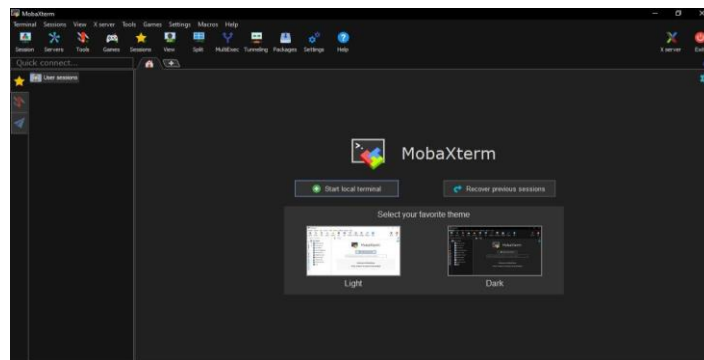 MobaXterm
Terminal Sessions View X server Tools Games Settings Macros Help
Session Servers Tools Games Sessions View Split MultiExec Tunneling Packages Settings Help X server Exit
Quick connect...
User sessions
MobaXterm
Start local terminal Recover previous sessions
Select your favorite theme
Light Dark